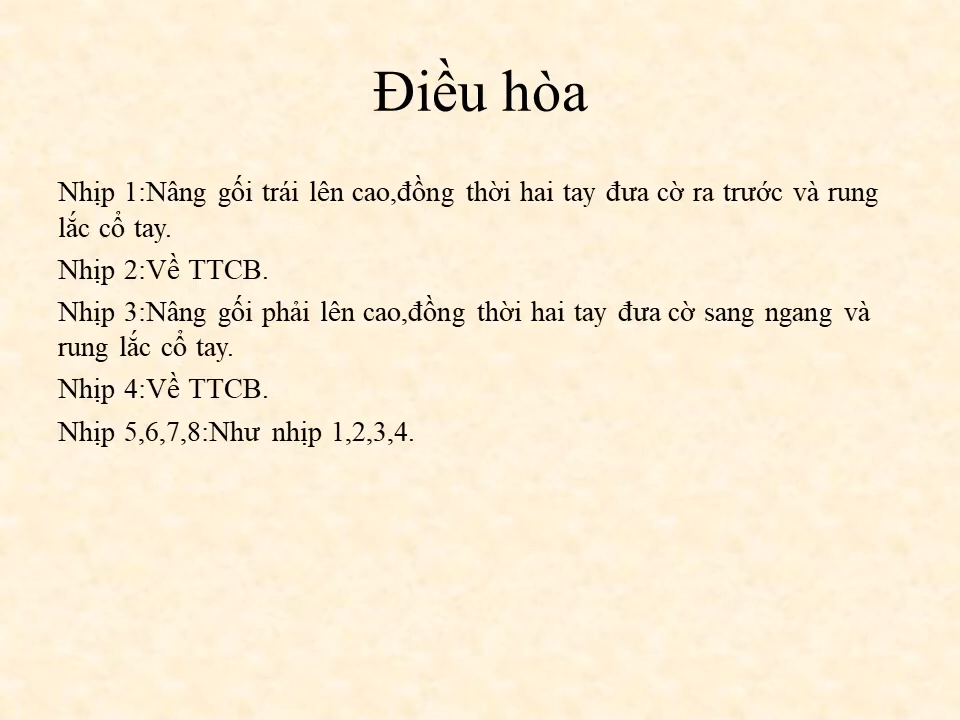 Điều hòa
Nhịp 1:Nâng gối trái lên cao,đồng thời hai tay đưa cờ ra trước và rung
lắc cổ tay.
Nhịp 2:Về TTCB.
Nhịp 3:Nâng gối phải lên cao,đồng thời hai tay đưa cờ sang ngang và
rung lắc cổ tay.
Nhịp 4:Về TTCB.
Nhịp 5,6,7,8:Như nhịp 1,2,3,4.